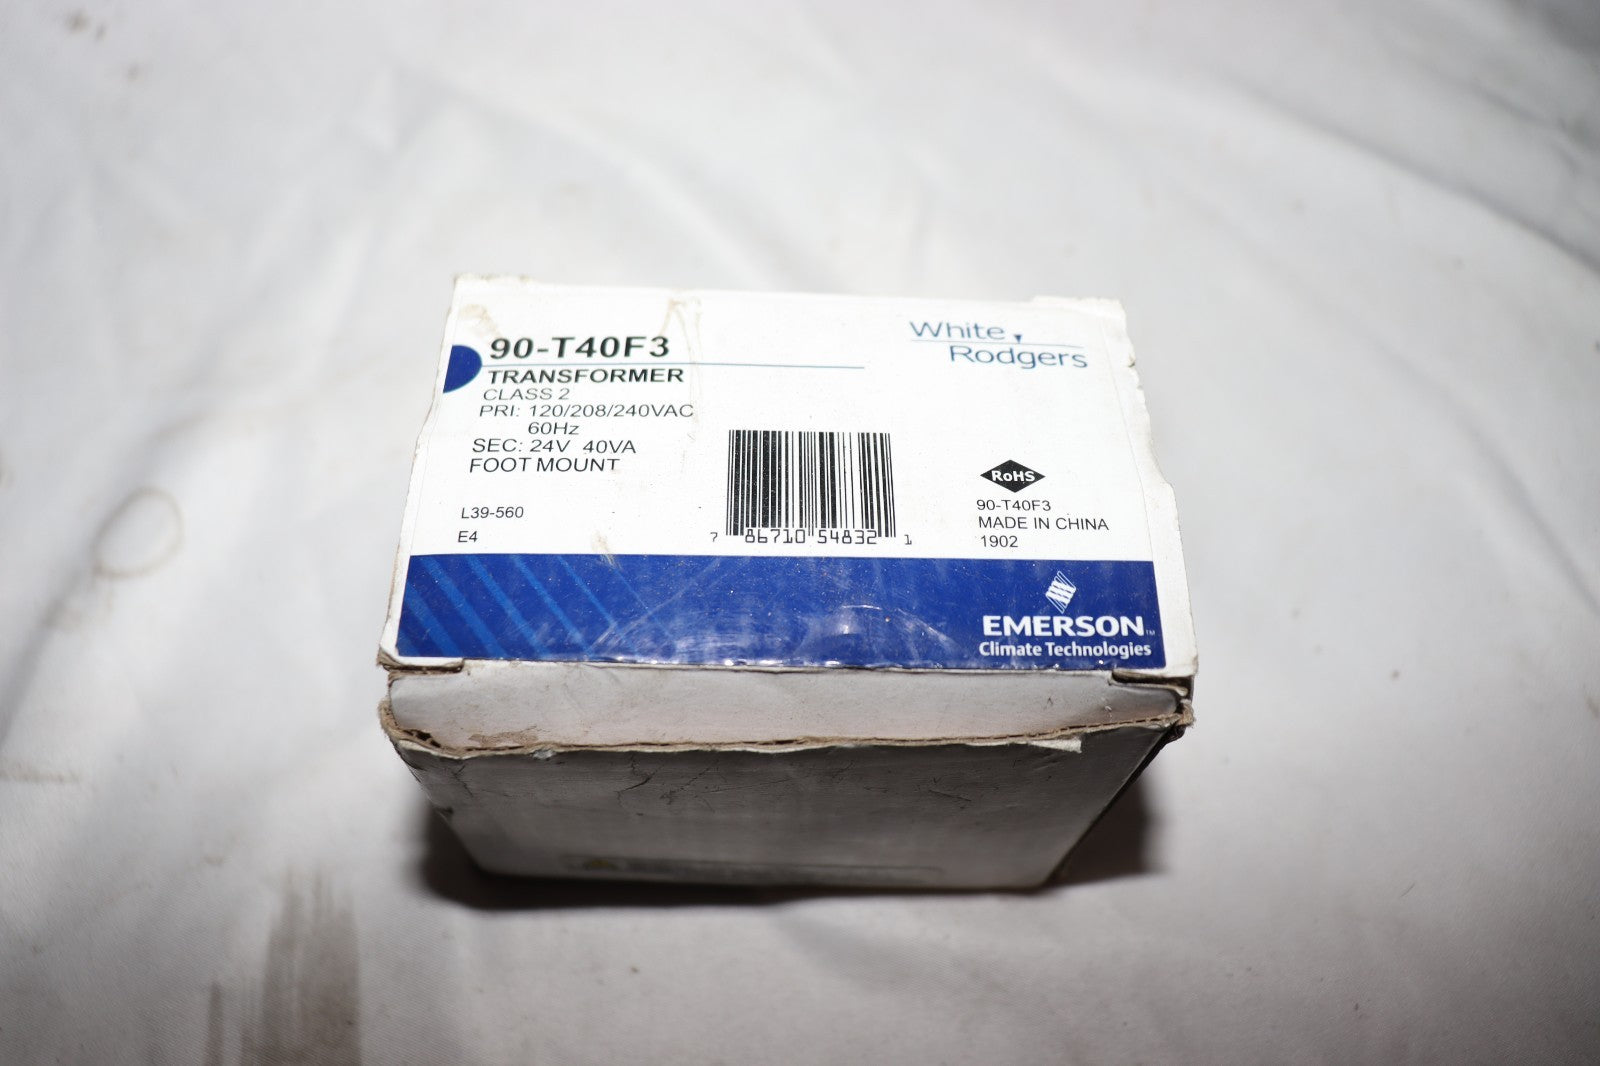 90-T40F3
TRANSFORMER
CLASS 2
PRI: 120/208/240VAC
60Hz
SEC: 24V 40VA
FOOT MOUNT
L39-560
E4
White
Rodgers
7 86710 54832 1
RoHS
90-T40F3
MADE IN CHINA
1902
EMERSON™
Climate Technologies